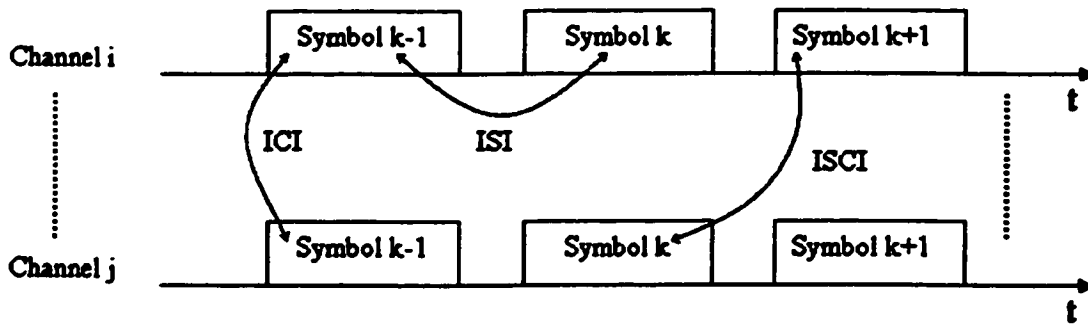 Symbol k-1 Symbol k Symbol k+1
Channel i
t
ICI ISI ISCI
Symbol k-1 Symbol k Symbol k+1
Channel j
t